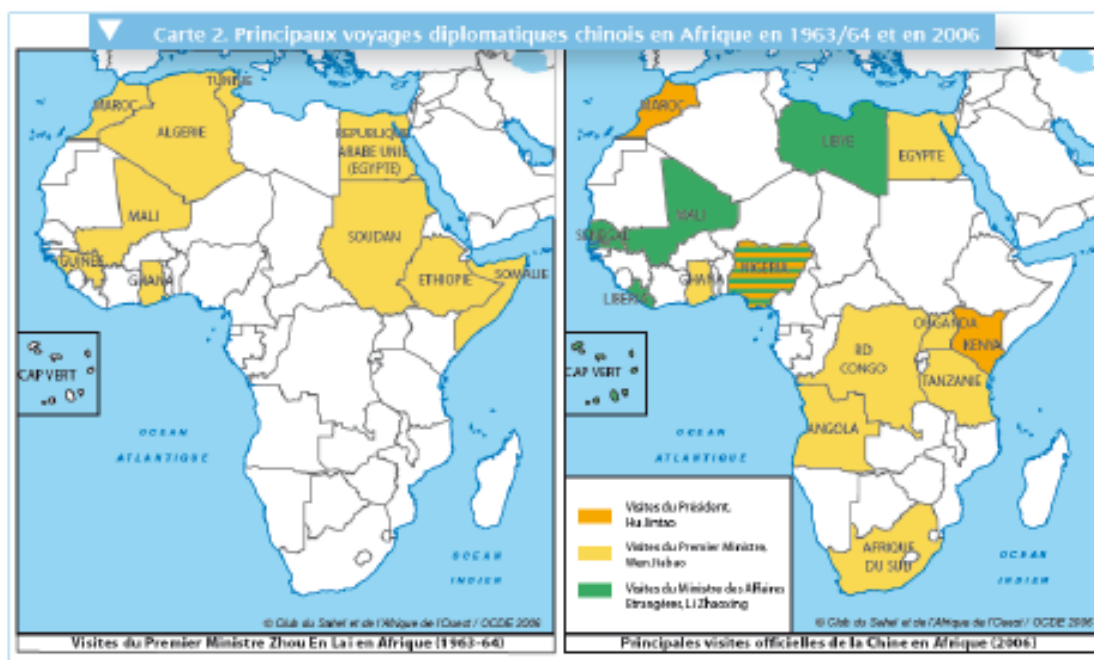 Carte 2. Principaux voyages diplomatiques chinois en Afrique en 1963/64 et en 2006
TUNISIE
MAROC
ALGERIE
REPUBLIQUE
ARABE UNIE
(EGYPTE)
MALI
SOUDAN
GUINEE
GHANA
ETHIOPIE
SOMALIE
CAP VERT
OCEAN
ATLANTIQUE
OCEAN
INDIEN
© Club du Sahel et de l'Afrique de l'Ouest / OCDE 2006
Visites du Premier Ministre Zhou En Lai en Afrique (1963-64)
MAROC
LIBYE
EGYPTE
MALI
SENEGAL
NIGERIA
GHANA
LIBERIA
OUGANDA
KENYA
RD
CONGO
TANZANIE
CAP VERT
ANGOLA
OCEAN
ATLANTIQUE
Visites du Président,
Hu Jintao
Visites du Premier Ministre,
Wen Jiabao
Visites du Ministre des Affaires
Etrangères, Li Zhaoxing
AFRIQUE
DU SUD
OCEAN
INDIEN
© Club du Sahel et de l'Afrique de l'Ouest / OCDE 2006
Principales visites officielles de la Chine en Afrique (2006)